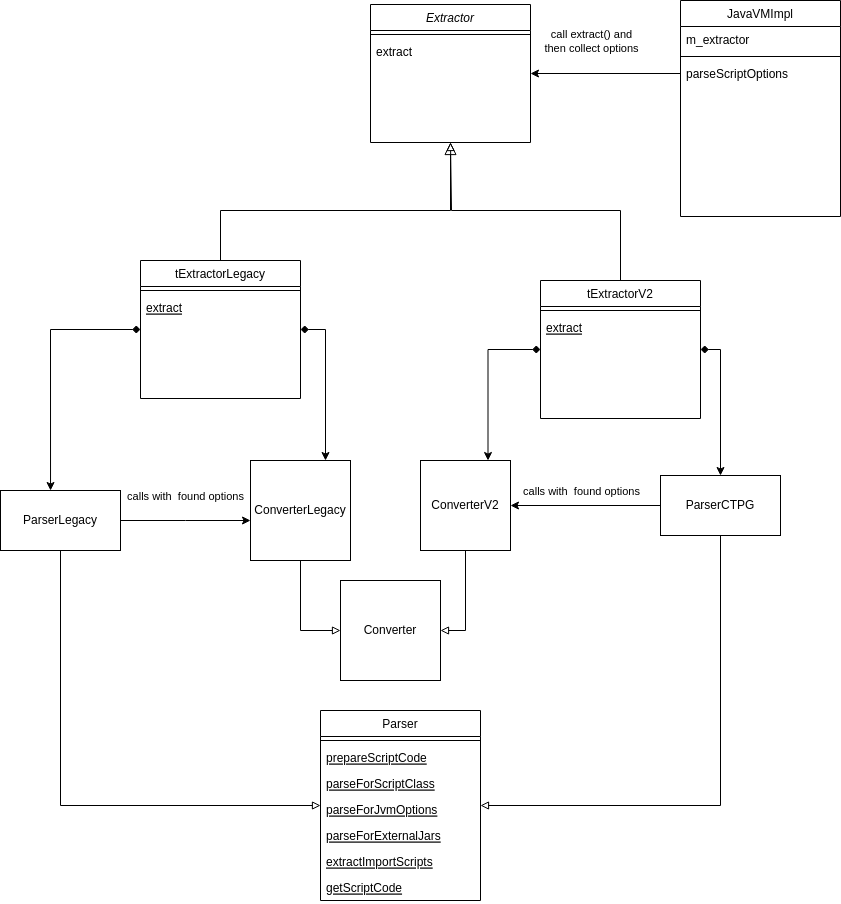 Extractor
extract
JavaVMImpl
m_extractor
parseScriptOptions
call extract() and
then collect options
tExtractorLegacy
extract
tExtractorV2
extract
calls with  found options
ParserLegacy
ConverterLegacy
ConverterV2
calls with  found options
ParserCTPG
Converter
Parser
prepareScriptCode
parseForScriptClass
parseForJvmOptions
parseForExternalJars
extractImportScripts
getScriptCode